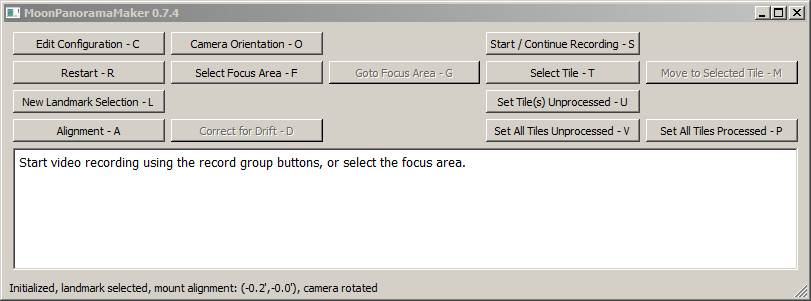 MoonPanoramaMaker 0.7.4
Edit Configuration - C
Camera Orientation - O
Start / Continue Recording - S
Restart - R
Select Focus Area - F
Goto Focus Area - G
Select Tile - T
Move to Selected Tile - M
New Landmark Selection - L
Set Tile(s) Unprocessed - U
Alignment - A
Correct for Drift - D
Set All Tiles Unprocessed - V
Set All Tiles Processed - P
Start video recording using the record group buttons, or select the focus area.
Initialized, landmark selected, mount alignment: (-0.2',-0.0'), camera rotated